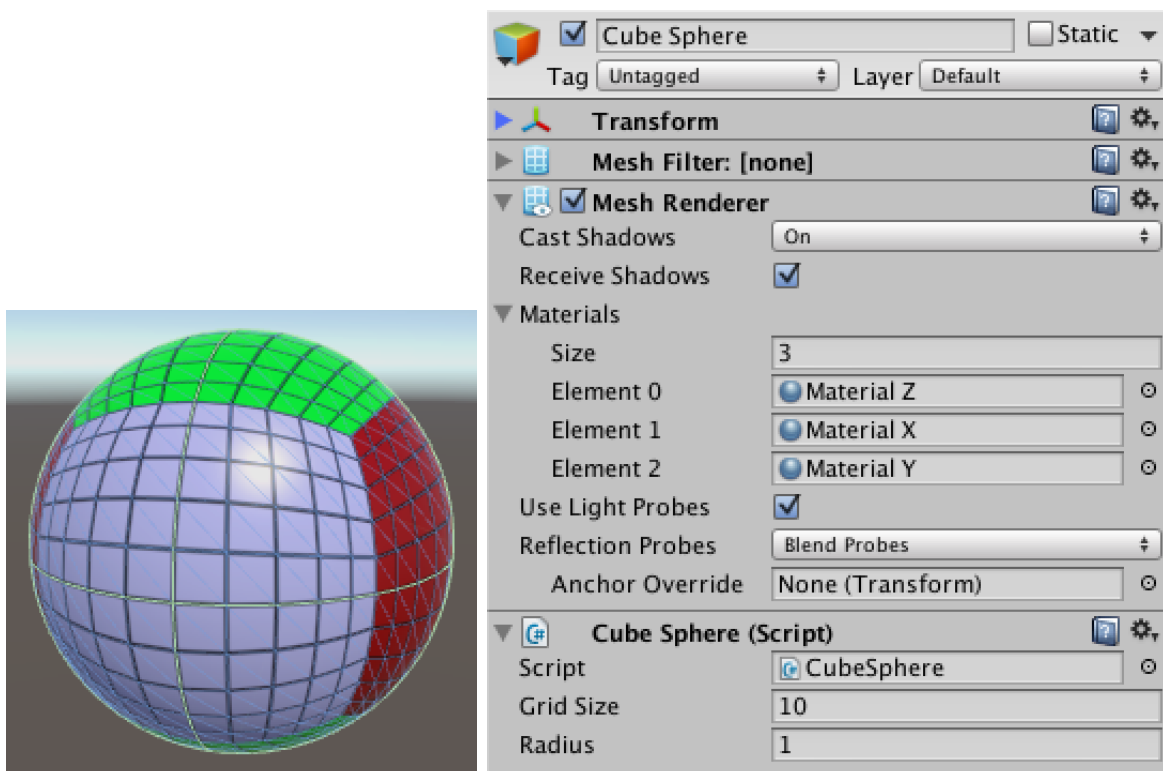 Cube Sphere Static
Tag Untagged Layer Default
Transform
Mesh Filter: [none]
Mesh Renderer
Cast Shadows On
Receive Shadows
Materials
Size 3
Element 0 Material Z
Element 1 Material X
Element 2 Material Y
Use Light Probes
Reflection Probes Blend Probes
Anchor Override None (Transform)
C# Cube Sphere (Script)
Script CubeSphere
Grid Size 10
Radius 1